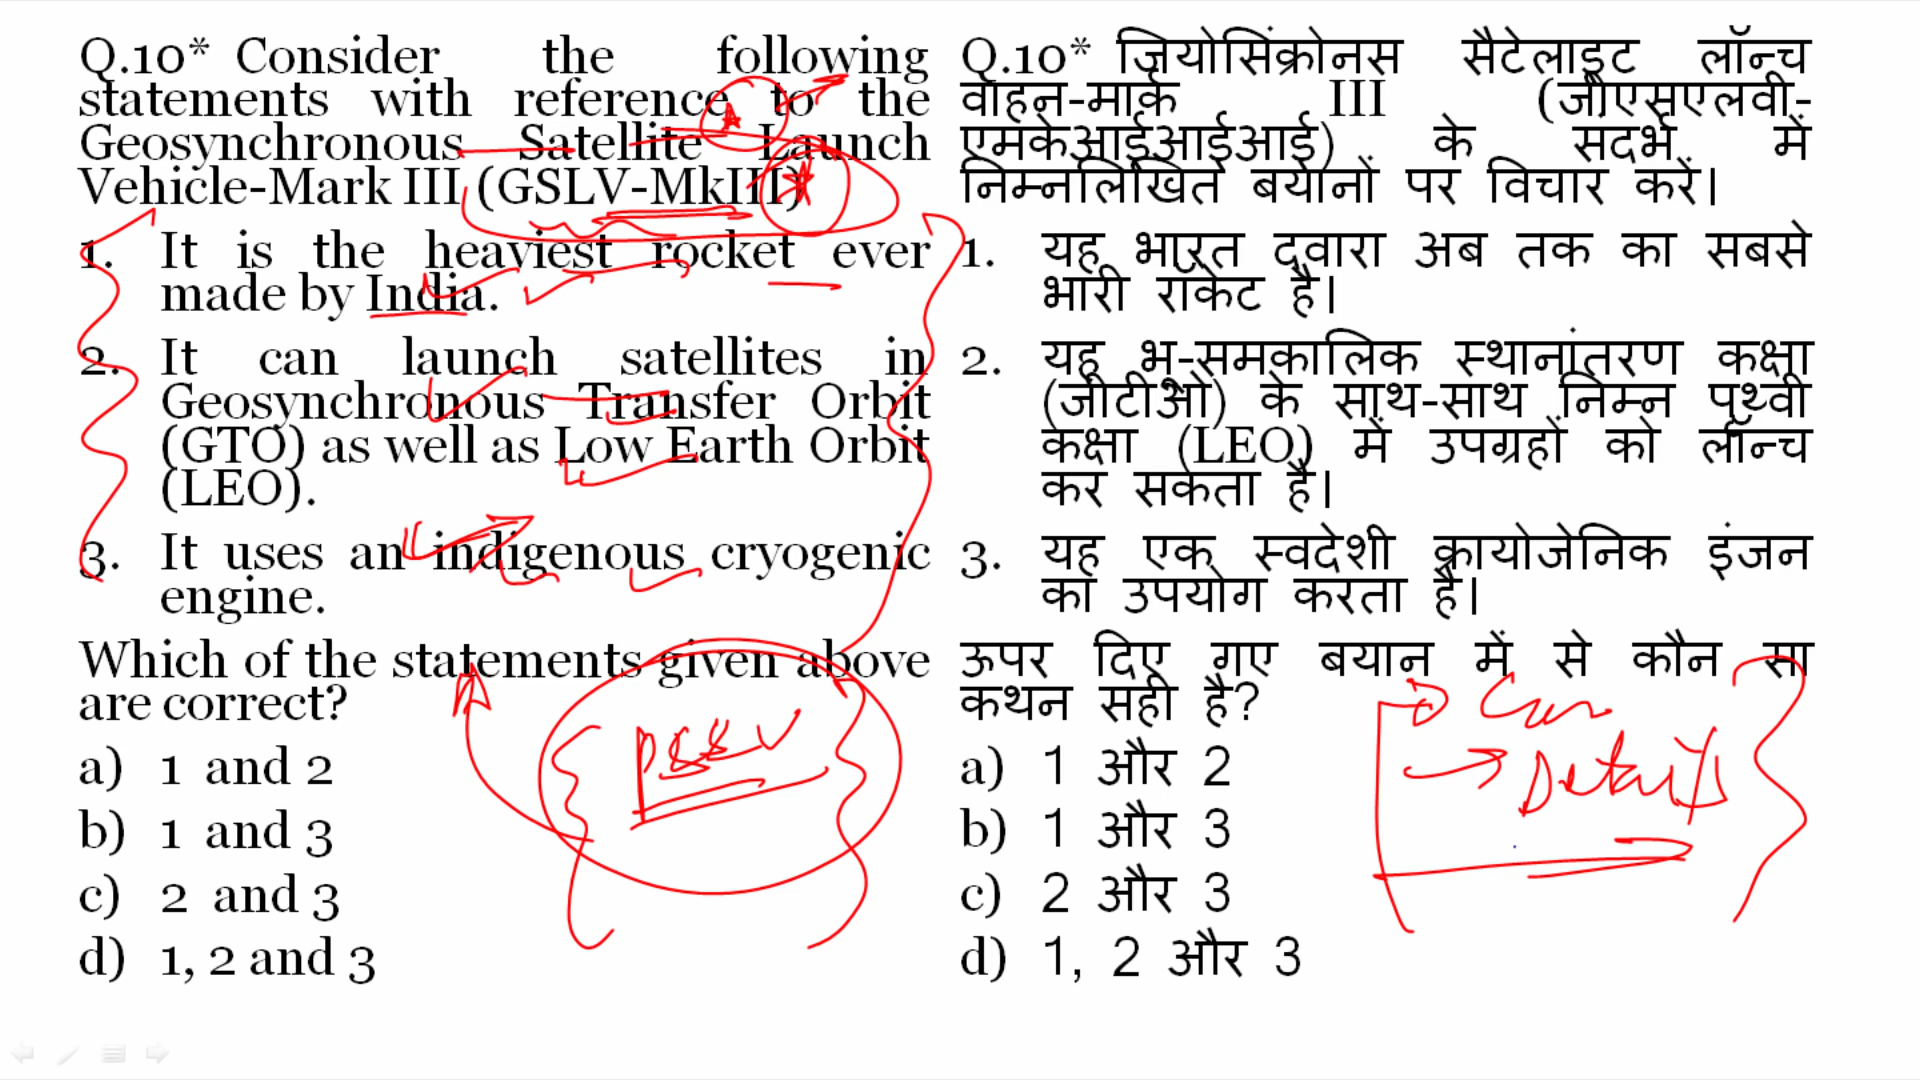 Q.10* Consider the following
statements with reference to the
Geosynchronous Satellite Launch
Vehicle-Mark III (GSLV-MkIII)
1. It is the heaviest rocket ever
made by India.
2. It can launch satellites in
Geosynchronous Transfer Orbit
(GTO) as well as Low Earth Orbit
(LEO).
3. It uses an indigenous cryogenic
engine.
Which of the statements given above
are correct?
a) 1 and 2
b) 1 and 3
c) 2 and 3
d) 1, 2 and 3
Q.10* जियोसिंक्रोनस सैटेलाइट लॉन्च
वाहन-मार्क III (जीएसएलवी-
एमकेआईआईआई) के संदर्भ में
निम्नलिखित बयानों पर विचार करें।
1. यह भारत द्वारा अब तक का सबसे
भारी रॉकेट है।
2. यह भू-समकालिक स्थानांतरण कक्षा
(जीटीओ) के साथ-साथ निम्न पृथ्वी
कक्षा (LEO) में उपग्रहों को लॉन्च
कर सकता है।
3. यह एक स्वदेशी क्रायोजेनिक इंजन
का उपयोग करता है।
ऊपर दिए गए बयान में से कौन सा
कथन सही है?
a) 1 और 2
b) 1 और 3
c) 2 और 3
d) 1, 2 और 3
Details